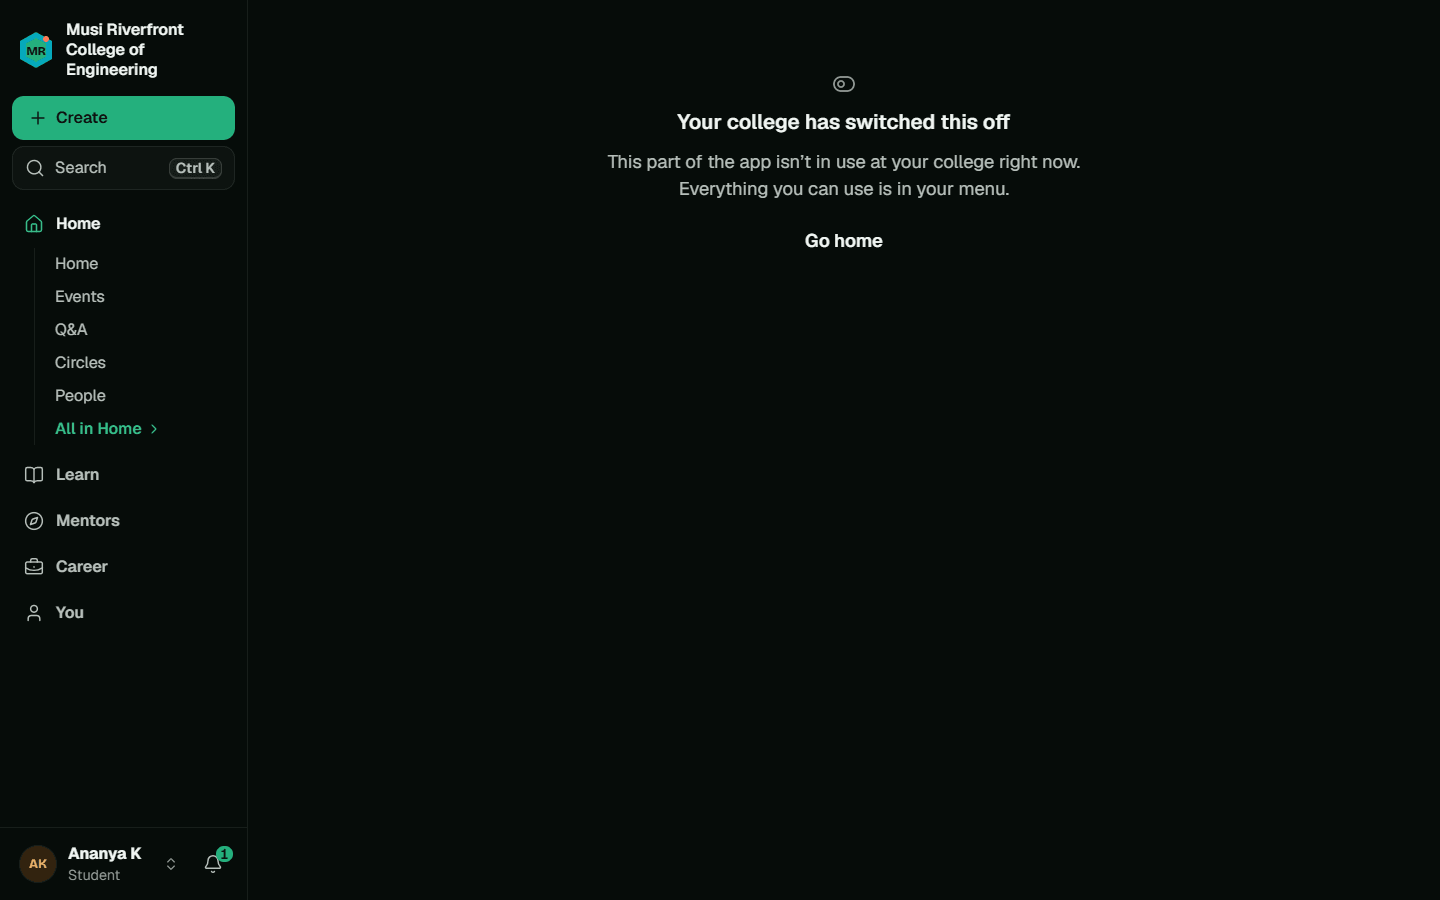 MR
Musi Riverfront
College of
Engineering
Create
Search
Ctrl K
Home
Home
Events
Q&A
Circles
People
All in Home
Learn
Mentors
Career
You
AK
Ananya K
Student
1
Your college has switched this off
This part of the app isn’t in use at your college right now.
Everything you can use is in your menu.
Go home